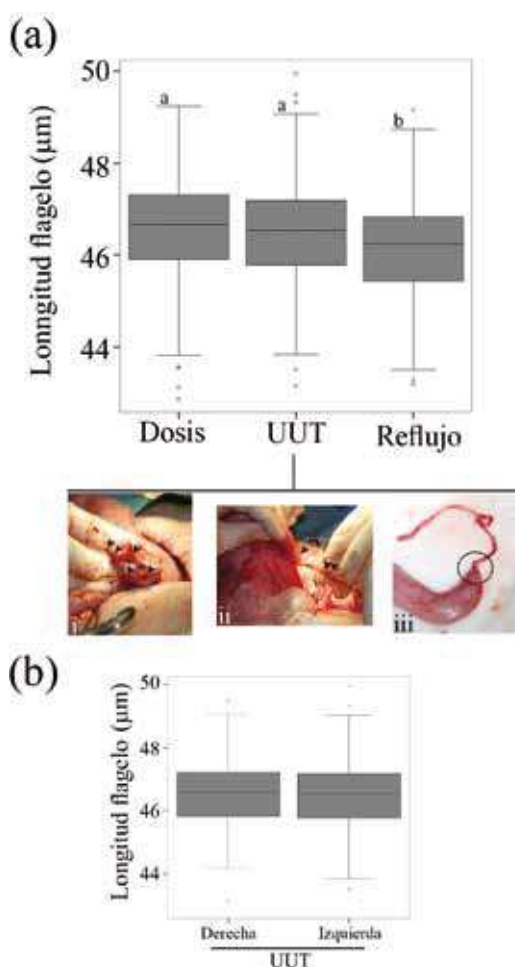 (a)
Lonngitud flagelo (µm)
50
48
46
44
a
a
b
Dosis UUT Reflujo
i
ii
iii
(b)
Longitud flagelo (µm)
50
48
46
44
Derecha Izquierda
UUT